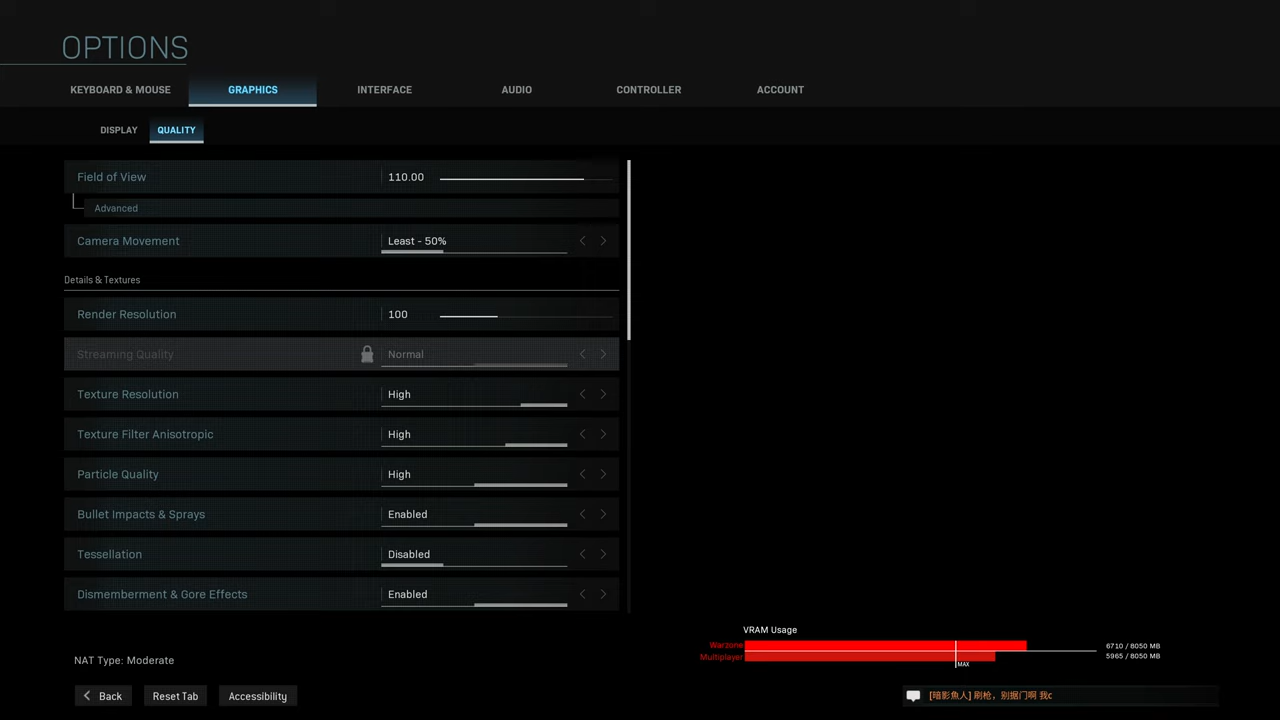 OPTIONS
KEYBOARD & MOUSE GRAPHICS INTERFACE AUDIO CONTROLLER ACCOUNT
DISPLAY QUALITY
Field of View 110.00
Advanced
Camera Movement Least - 50%
Details & Textures
Render Resolution 100
Streaming Quality Normal
Texture Resolution High
Texture Filter Anisotropic High
Particle Quality High
Bullet Impacts & Sprays Enabled
Tessellation Disabled
Dismemberment & Gore Effects Enabled
VRAM Usage
Warzone 6710 / 8050 MB
Multiplayer 5965 / 8050 MB
MAX
NAT Type: Moderate
Back Reset Tab Accessibility
[暗影魚人] 刷枪，别据门啊 我c